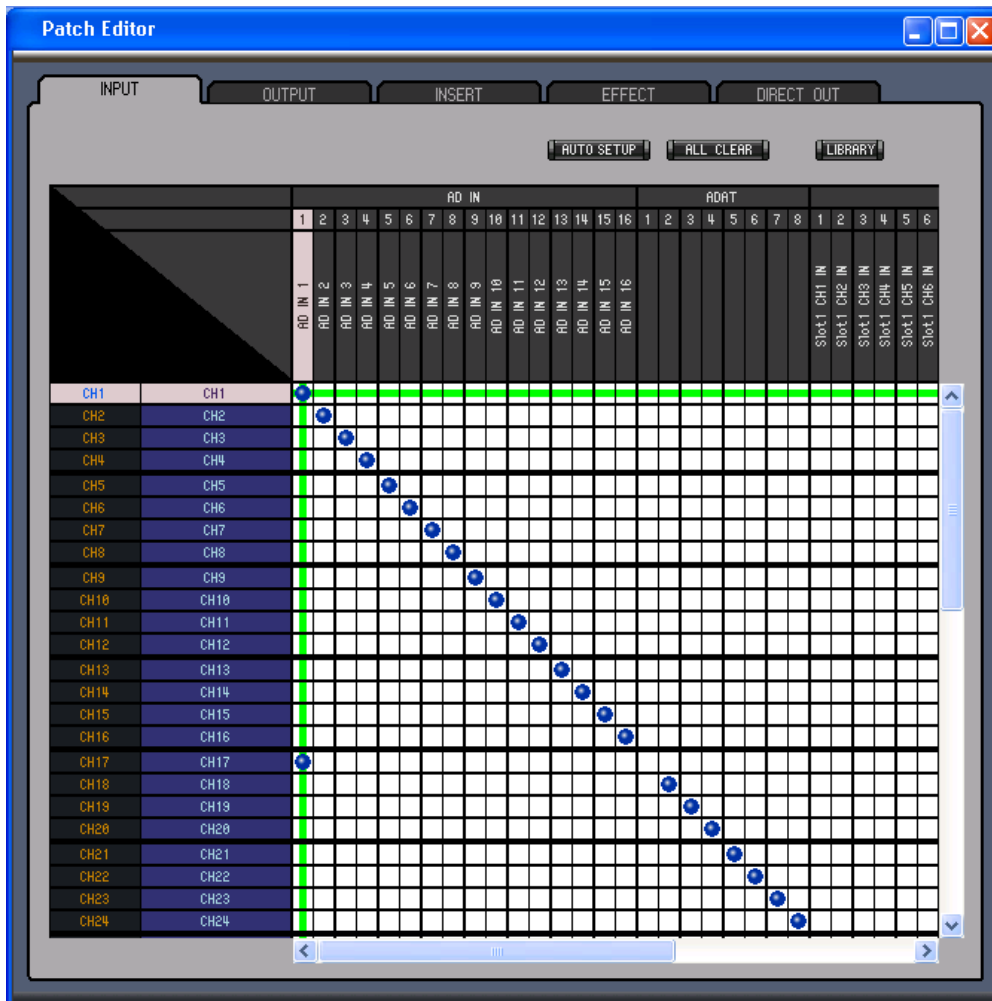 Patch Editor
INPUT OUTPUT INSERT EFFECT DIRECT OUT
AUTO SETUP ALL CLEAR LIBRARY
AD IN ADAT
1 2 3 4 5 6 7 8 9 10 11 12 13 14 15 16 1 2 3 4 5 6 7 8 1 2 3 4 5 6
AD IN 1 AD IN 2 AD IN 3 AD IN 4 AD IN 5 AD IN 6 AD IN 7 AD IN 8 AD IN 9 AD IN 10 AD IN 11 AD IN 12 AD IN 13 AD IN 14 AD IN 15 AD IN 16 Slot1 CH1 IN Slot1 CH2 IN Slot1 CH3 IN Slot1 CH4 IN Slot1 CH5 IN Slot1 CH6 IN
CH1 CH1
CH2 CH2
CH3 CH3
CH4 CH4
CH5 CH5
CH6 CH6
CH7 CH7
CH8 CH8
CH9 CH9
CH10 CH10
CH11 CH11
CH12 CH12
CH13 CH13
CH14 CH14
CH15 CH15
CH16 CH16
CH17 CH17
CH18 CH18
CH19 CH19
CH20 CH20
CH21 CH21
CH22 CH22
CH23 CH23
CH24 CH24